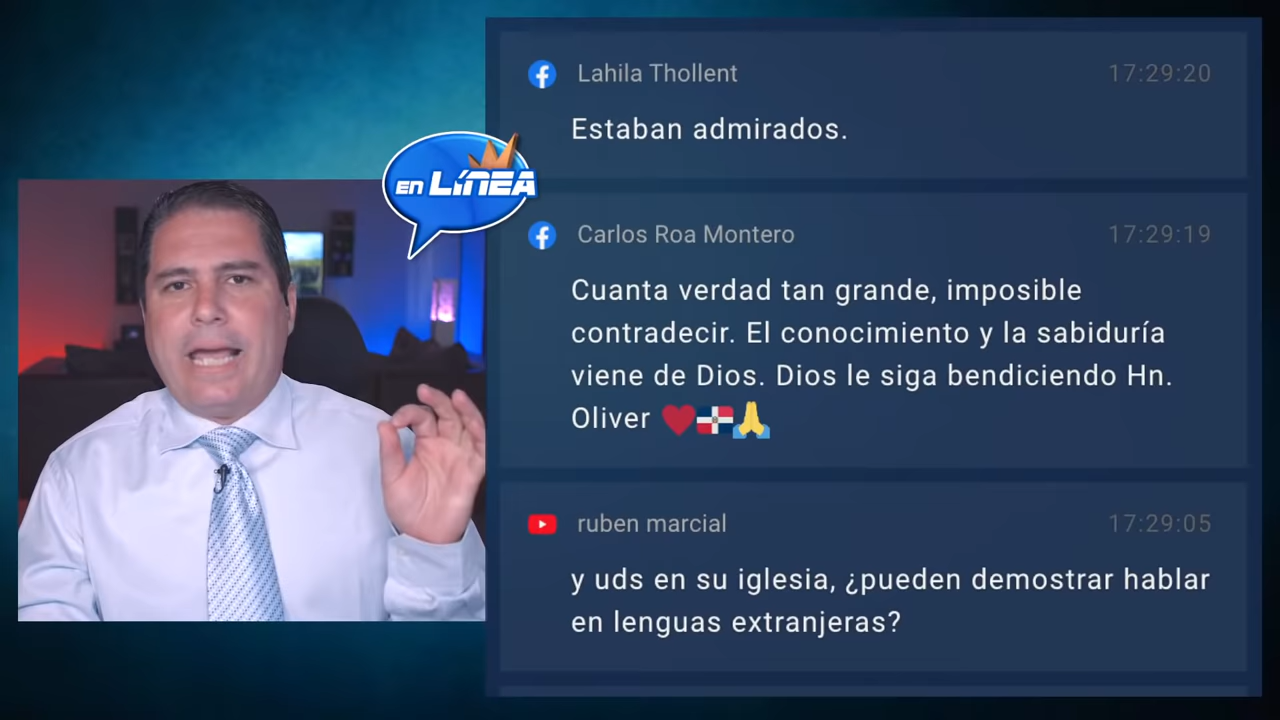 EN LÍNEA
Lahila Thollent 17:29:20
Estaban admirados.
Carlos Roa Montero 17:29:19
Cuanta verdad tan grande, imposible
contradecir. El conocimiento y la sabiduría
viene de Dios. Dios le siga bendiciendo Hn.
Oliver ❤️🇩🇴🙏
ruben marcial 17:29:05
y uds en su iglesia, ¿pueden demostrar hablar
en lenguas extranjeras?